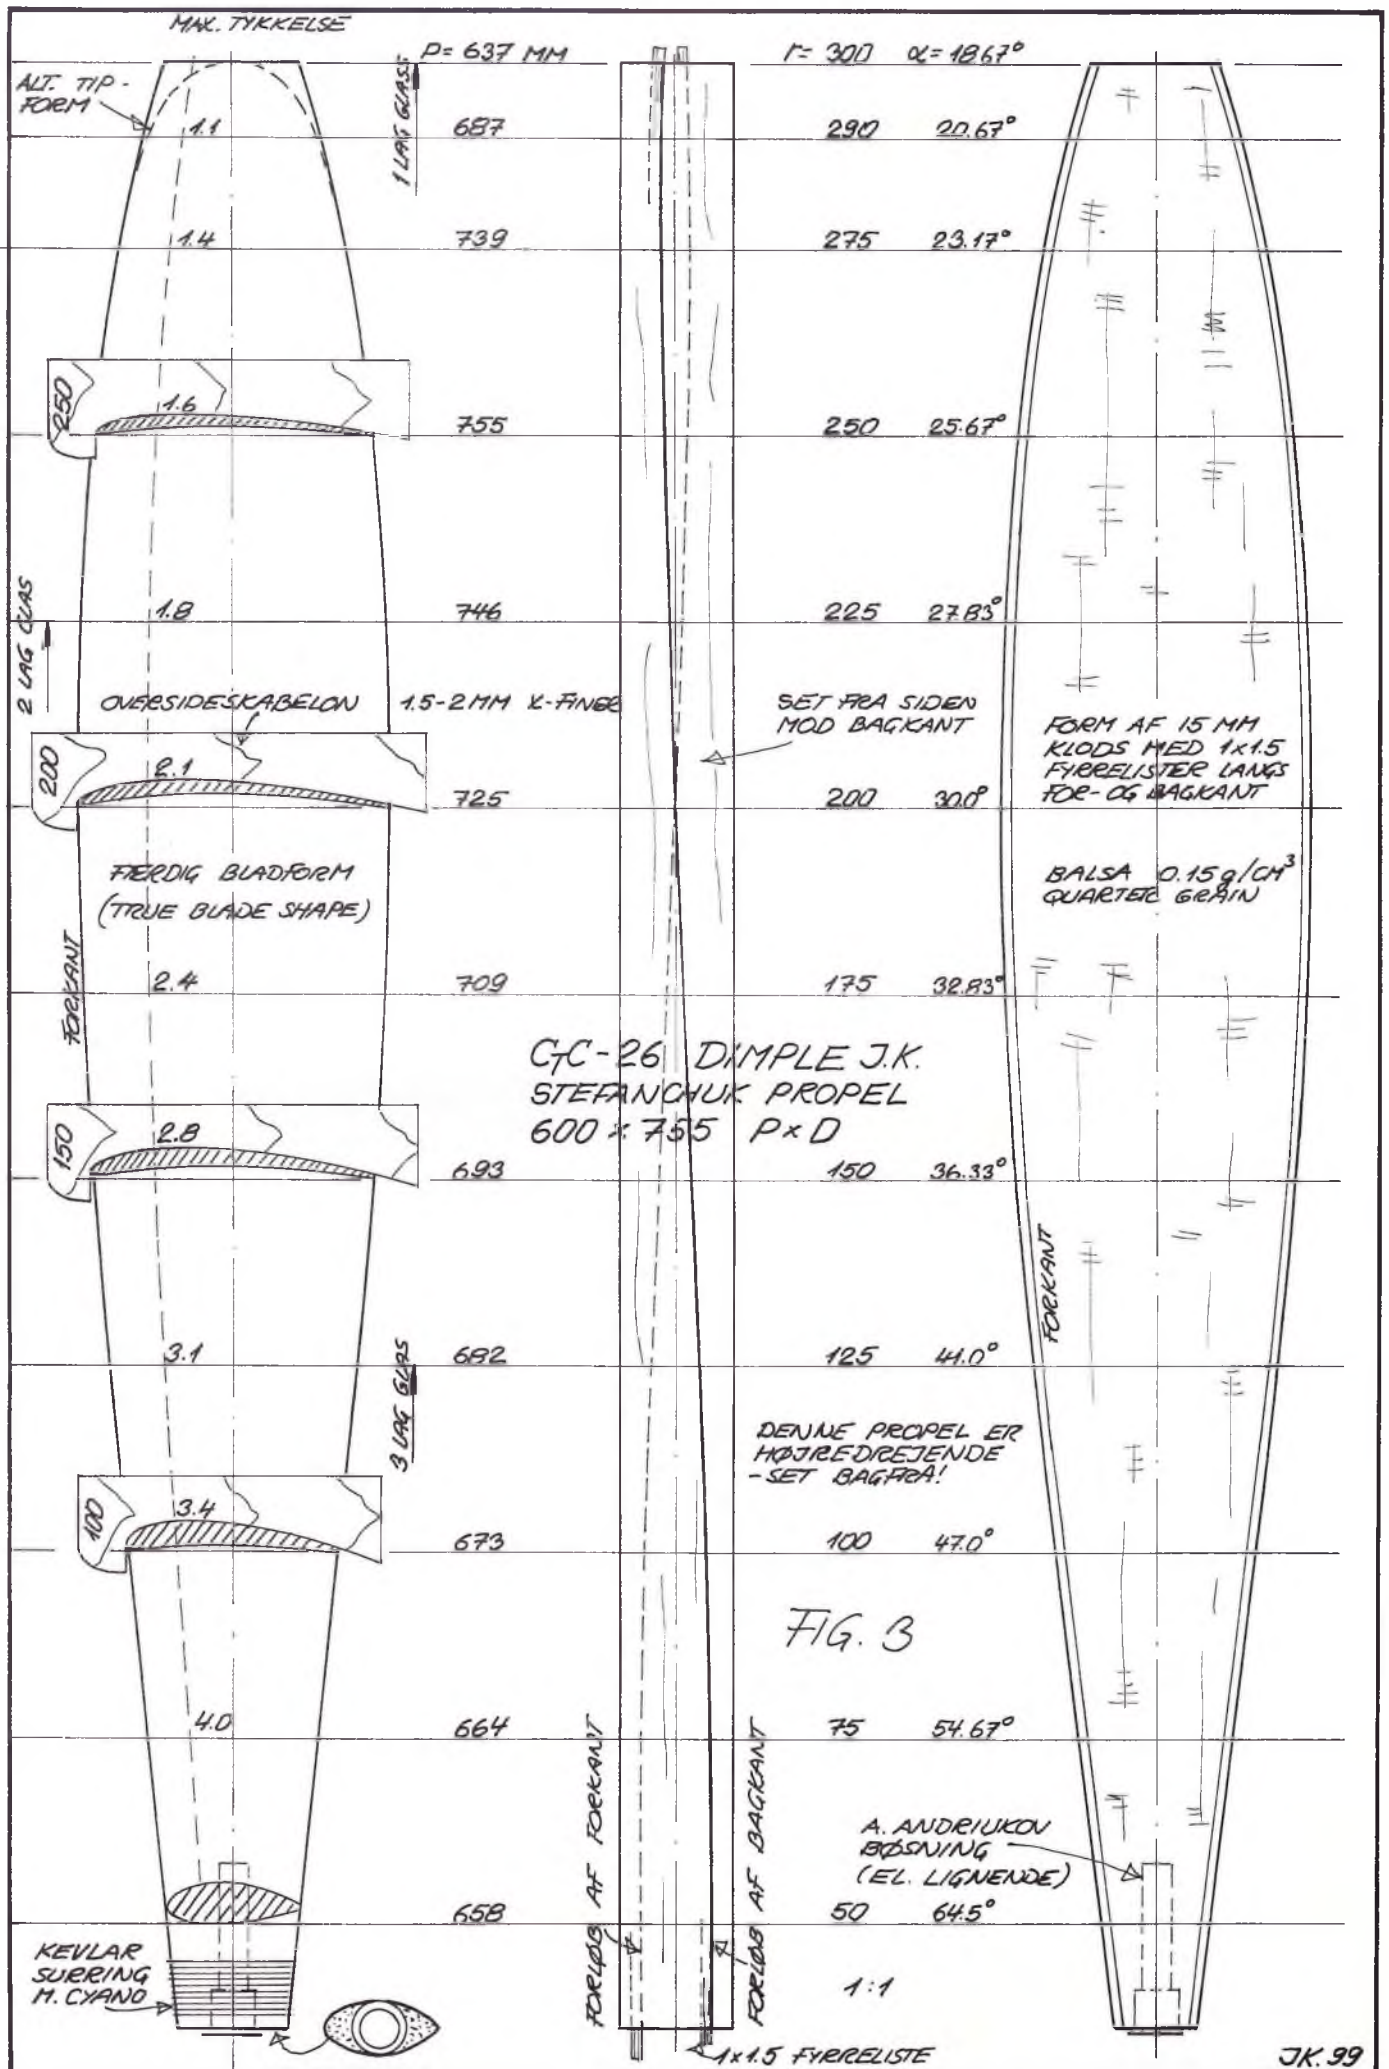 MAX. TYKKELSE
P= 637 MM
r= 300 α= 18.67°
ALT. TIP-
FORM
1 LAG GLASS
1.1
687
290 20.67°
1.4
739
275 23.17°
250
1.6
755
250 25.67°
2 LAG GLAS
1.8
746
225 27.83°
OVERSIDESKABELON
1.5-2 MM X-FINER
SET FRA SIDEN
MOD BAGKANT
FORM AF 15 MM
KLODS MED 1x1.5
FYRRELISTER LANGS
FOR- OG BAGKANT
200
2.1
725
200 30.0°
FÆRDIG BLADFORM
(TRUE BLADE SHAPE)
BALSA 0.15 g/CM³
QUARTER GRAIN
FORKANT
2.4
709
175 32.83°
GC-26 DIMPLE J.K.
STEFANCHUK PROPEL
600 x 755 P x D
150
2.8
693
150 36.33°
FORKANT
3.1
682
125 41.0°
3 LAG GLAS
DENNE PROPEL ER
HØJREDREJENDE
- SET BAGFRA!
100
3.4
673
100 47.0°
FIG. 3
4.0
664
75 54.67°
FORLØB AF FORKANT
FORLØB AF BAGKANT
A. ANDRIUKOV
BØSNING
(EL. LIGNENDE)
658
50 64.5°
KEVLAR
SURRING
M. CYANO
1:1
1x1.5 FYRRELISTE
JK. 99